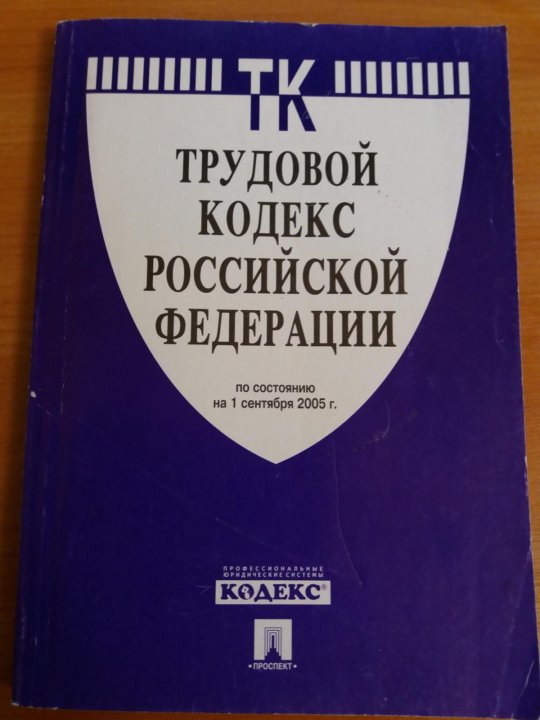 ТК
ТРУДОВОЙ
КОДЕКС
РОССИЙСКОЙ
ФЕДЕРАЦИИ
по состоянию
на 1 сентября 2005 г.
ПРОФЕССИОНАЛЬНЫЕ
ЮРИДИЧЕСКИЕ СИСТЕМЫ
КОДЕКС®
• ПРОСПЕКТ •